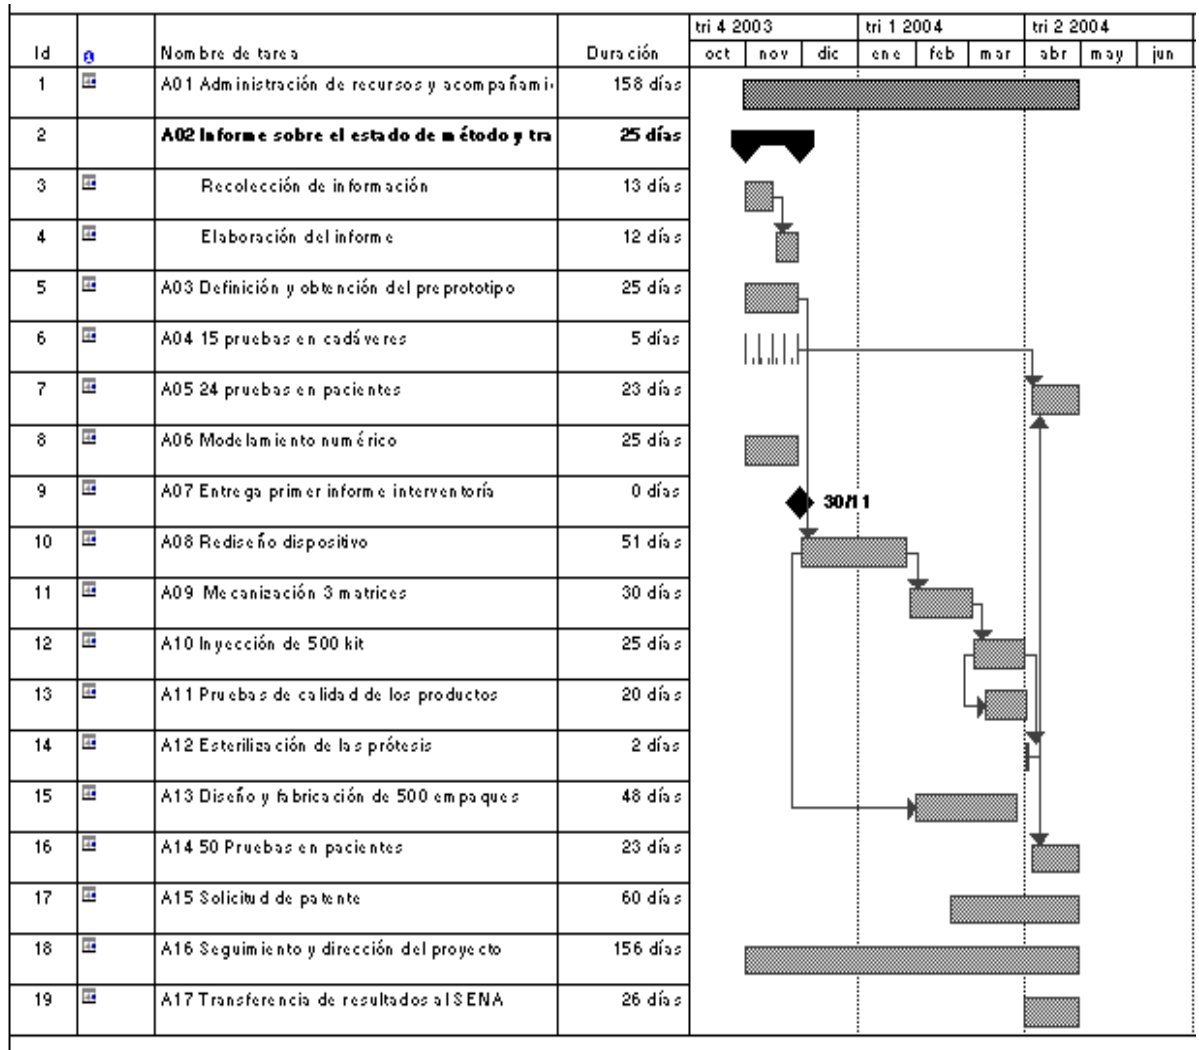 tri 4 2003 tri 1 2004 tri 2 2004
Id Nombre de tarea Duración oct nov dic ene feb mar abr may jun
1 A01 Administración de recursos y acompañami 158 días
2 A02 Informe sobre el estado de método y tra 25 días
3 Recolección de información 13 días
4 Elaboración del informe 12 días
5 A03 Definición y obtención del preprototipo 25 días
6 A04 15 pruebas en cadáveres 5 días
7 A05 24 pruebas en pacientes 23 días
8 A06 Modelamiento numérico 25 días
9 A07 Entrega primer informe interventoría 0 días 30/11
10 A08 Rediseño dispositivo 51 días
11 A09 Mecanización 3 matrices 30 días
12 A10 Inyección de 500 kit 25 días
13 A11 Pruebas de calidad de los productos 20 días
14 A12 Esterilización de las prótesis 2 días
15 A13 Diseño y fabricación de 500 empaques 48 días
16 A14 50 Pruebas en pacientes 23 días
17 A15 Solicitud de patente 60 días
18 A16 Seguimiento y dirección del proyecto 156 días
19 A17 Transferencia de resultados al SENA 26 días